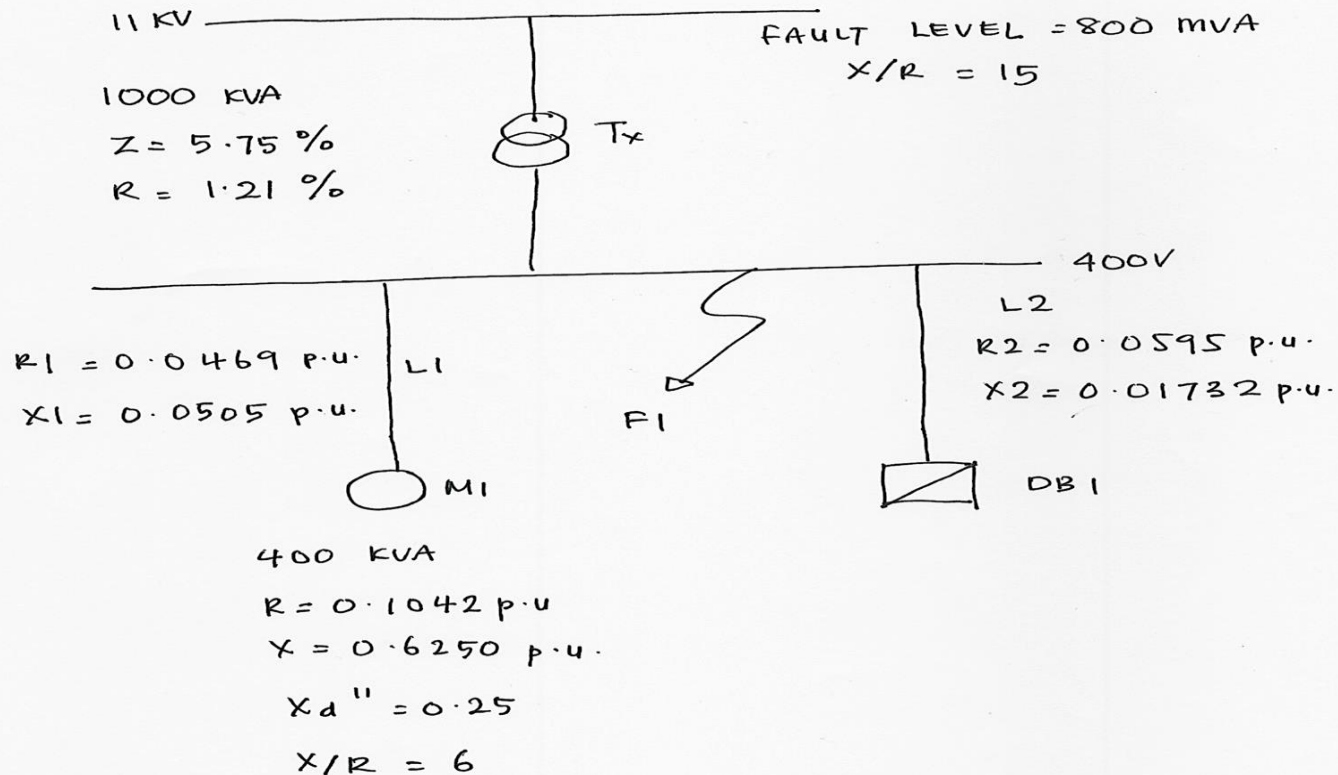 11 KV
FAULT LEVEL = 800 MVA
X/R = 15
1000 KVA
Z = 5.75 %
R = 1.21 %
Tx
400V
L2
R2 = 0.0595 p.u.
X2 = 0.01732 p.u.
R1 = 0.0469 p.u.
X1 = 0.0505 p.u.
L1
F1
M1
DB 1
400 KVA
R = 0.1042 p.u
X = 0.6250 p.u.
Xd" = 0.25
X/R = 6